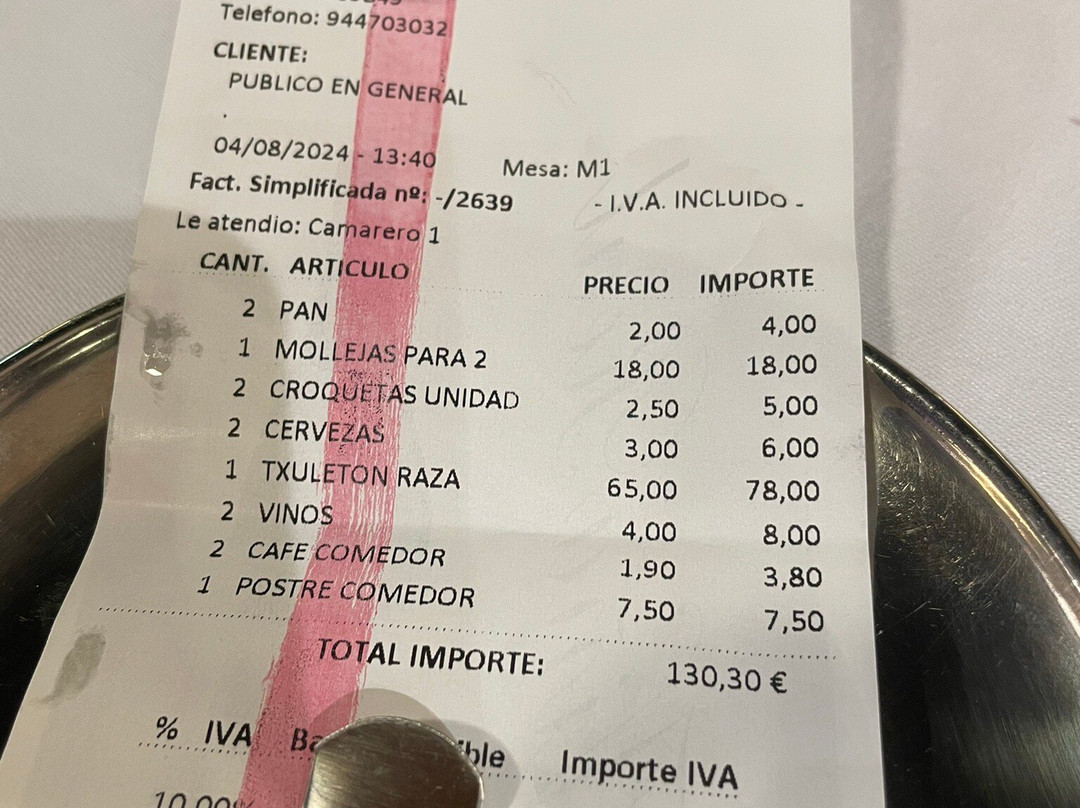 Telefono: 944703032
CLIENTE:
PUBLICO EN GENERAL
.
04/08/2024 - 13:40 Mesa: M1
Fact. Simplificada nº: -/2639 - I.V.A. INCLUIDO -
Le atendio: Camarero 1
CANT. ARTICULO PRECIO IMPORTE
2 PAN 2,00 4,00
1 MOLLEJAS PARA 2 18,00 18,00
2 CROQUETAS UNIDAD 2,50 5,00
2 CERVEZAS 3,00 6,00
1 TXULETON RAZA 65,00 78,00
2 VINOS 4,00 8,00
2 CAFE COMEDOR 1,90 3,80
1 POSTRE COMEDOR 7,50 7,50
TOTAL IMPORTE: 130,30 €
% IVA Importe IVA
10,00%